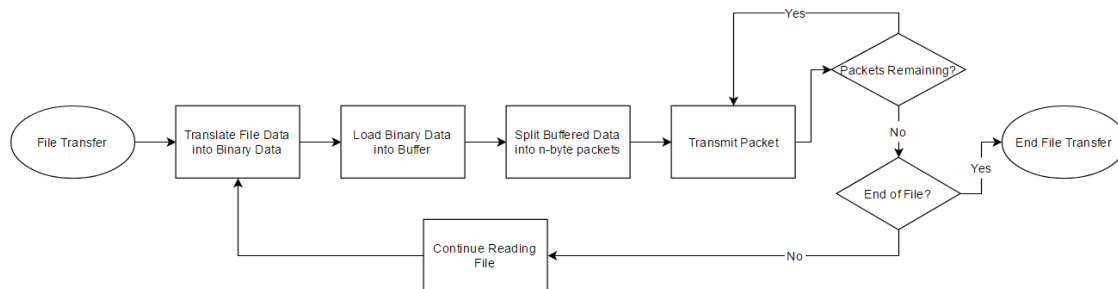 Yes
Packets Remaining?
File Transfer
Translate File Data
into Binary Data
Load Binary Data
into Buffer
Split Buffered Data
into n-byte packets
Transmit Packet
No
End File Transfer
Yes
End of File?
Continue Reading
File
No